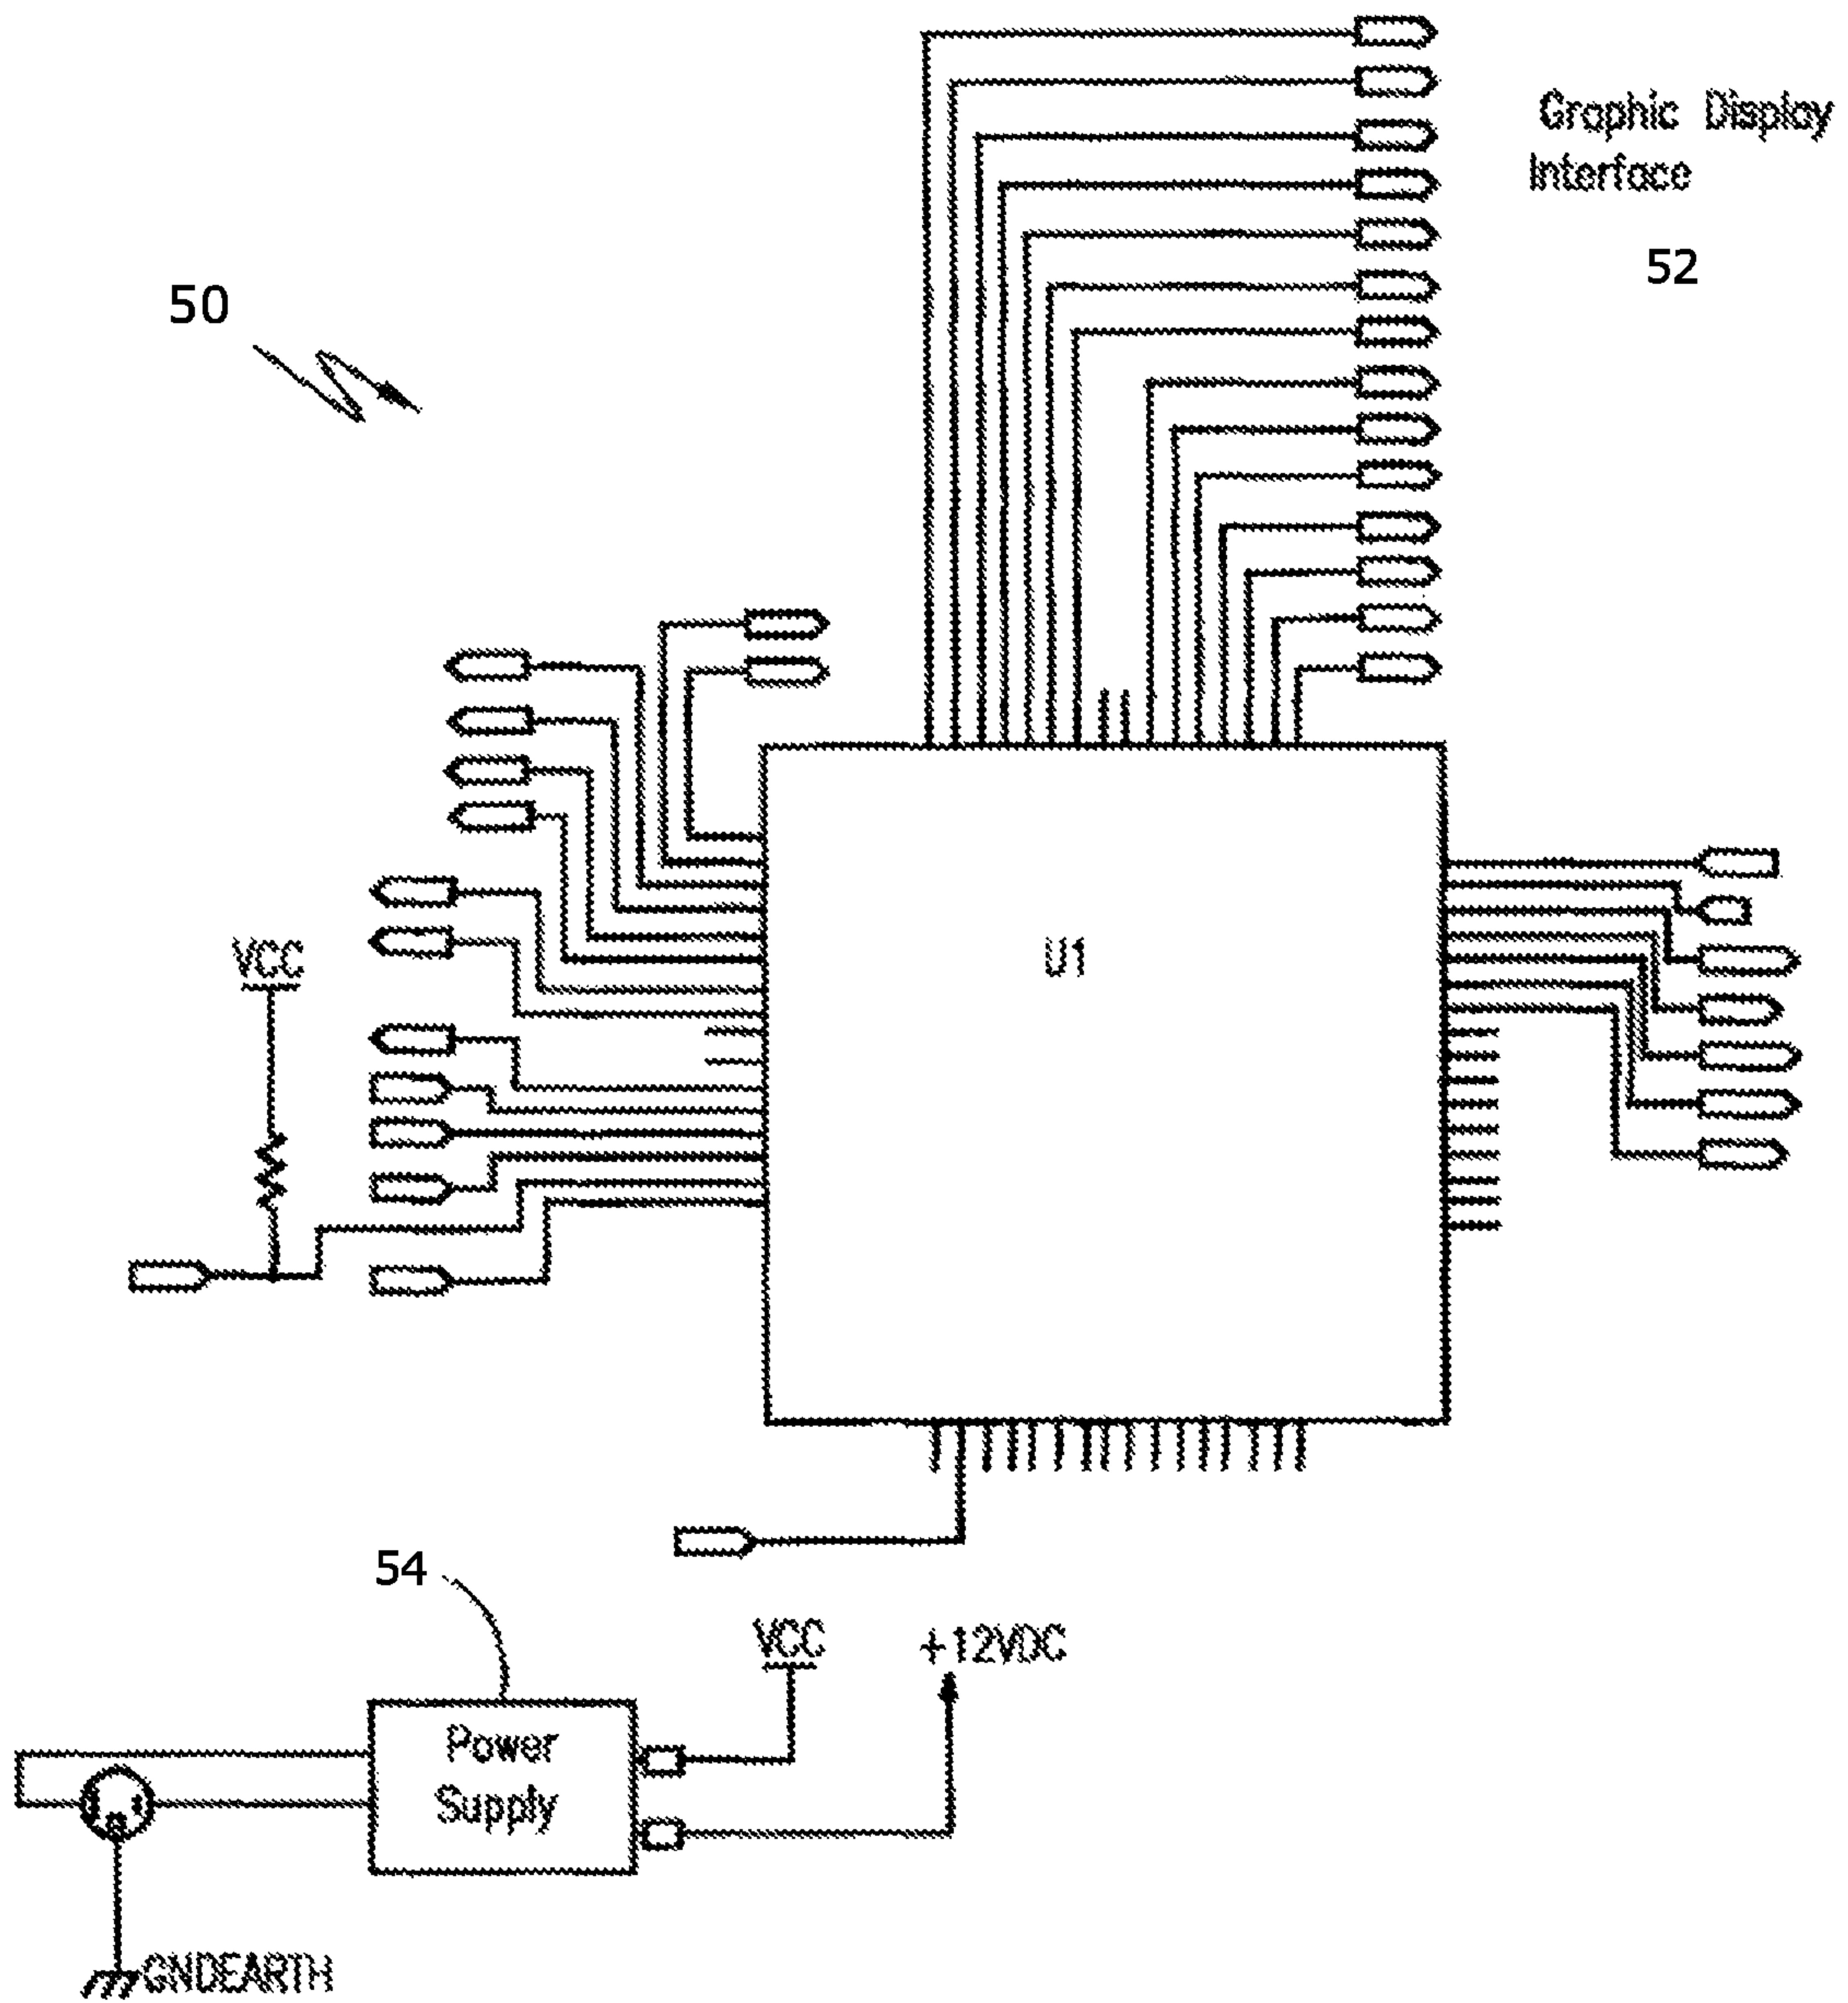 Graphic Display
Interface
52
50
VCC
U1
54
VCC
+12VDC
Power
Supply
GNDEARTH